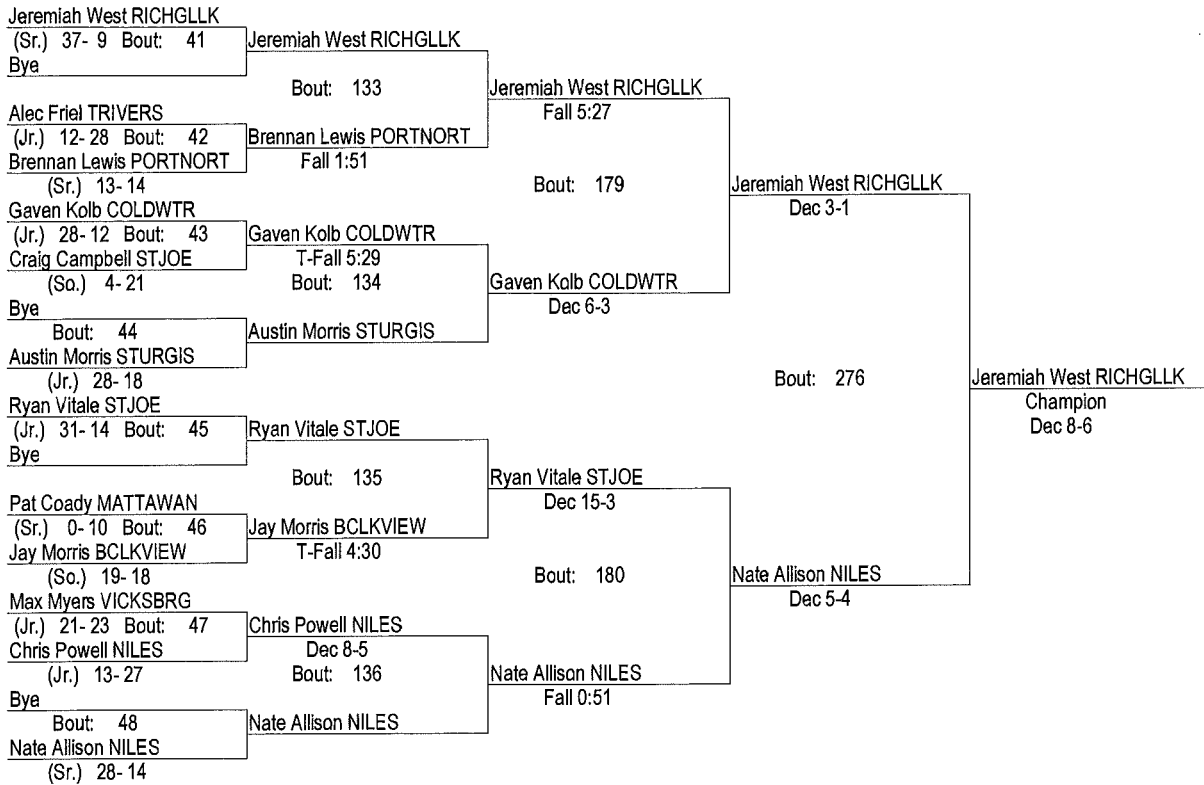 Jeremiah West RICHGLLK
(Sr.) 37- 9 Bout: 41
Bye
Alec Friel TRIVERS
(Jr.) 12- 28 Bout: 42
Brennan Lewis PORTNORT
(Sr.) 13- 14
Gaven Kolb COLDWTR
(Jr.) 28- 12 Bout: 43
Craig Campbell STJOE
(So.) 4- 21
Bye
Bout: 44
Austin Morris STURGIS
(Jr.) 28- 18
Ryan Vitale STJOE
(Jr.) 31- 14 Bout: 45
Bye
Pat Coady MATTAWAN
(Sr.) 0- 10 Bout: 46
Jay Morris BCLKVIEW
(So.) 19- 18
Max Myers VICKSBRG
(Jr.) 21- 23 Bout: 47
Chris Powell NILES
(Jr.) 13- 27
Bye
Bout: 48
Nate Allison NILES
(Sr.) 28- 14
Jeremiah West RICHGLLK
Bout: 133
Brennan Lewis PORTNORT
Fall 1:51
Gaven Kolb COLDWTR
T-Fall 5:29
Bout: 134
Austin Morris STURGIS
Ryan Vitale STJOE
Bout: 135
Jay Morris BCLKVIEW
T-Fall 4:30
Chris Powell NILES
Dec 8-5
Bout: 136
Nate Allison NILES
Jeremiah West RICHGLLK
Fall 5:27
Bout: 179
Gaven Kolb COLDWTR
Dec 6-3
Ryan Vitale STJOE
Dec 15-3
Bout: 180
Nate Allison NILES
Fall 0:51
Jeremiah West RICHGLLK
Dec 3-1
Bout: 276
Nate Allison NILES
Dec 5-4
Jeremiah West RICHGLLK
Champion
Dec 8-6